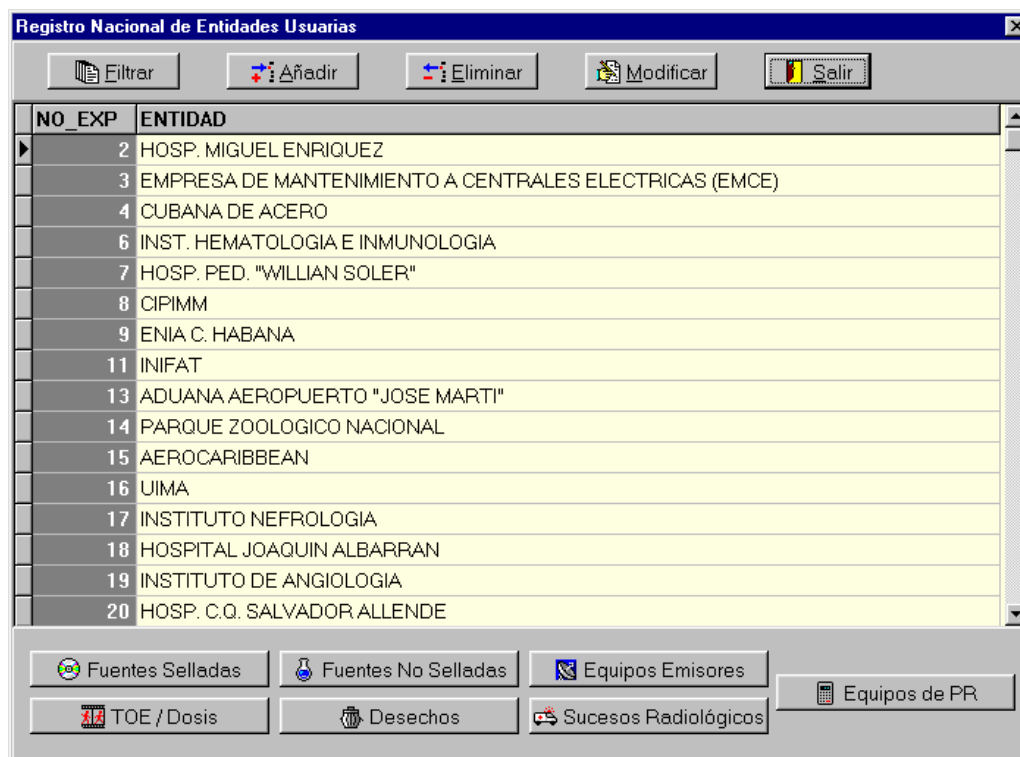 Registro Nacional de Entidades Usuarias
Filtrar Añadir Eliminar Modificar Salir
NO_EXP ENTIDAD
2 HOSP. MIGUEL ENRIQUEZ
3 EMPRESA DE MANTENIMIENTO A CENTRALES ELECTRICAS (EMCE)
4 CUBANA DE ACERO
6 INST. HEMATOLOGIA E INMUNOLOGIA
7 HOSP. PED. "WILLIAN SOLER"
8 CIPIMM
9 ENIA C. HABANA
11 INIFAT
13 ADUANA AEROPUERTO "JOSE MARTI"
14 PARQUE ZOOLOGICO NACIONAL
15 AEROCARIBBEAN
16 UIMA
17 INSTITUTO NEFROLOGIA
18 HOSPITAL JOAQUIN ALBARRAN
19 INSTITUTO DE ANGIOLOGIA
20 HOSP. C.Q. SALVADOR ALLENDE
Fuentes Selladas Fuentes No Selladas Equipos Emisores
Equipos de PR
TOE / Dosis Desechos Sucesos Radiológicos